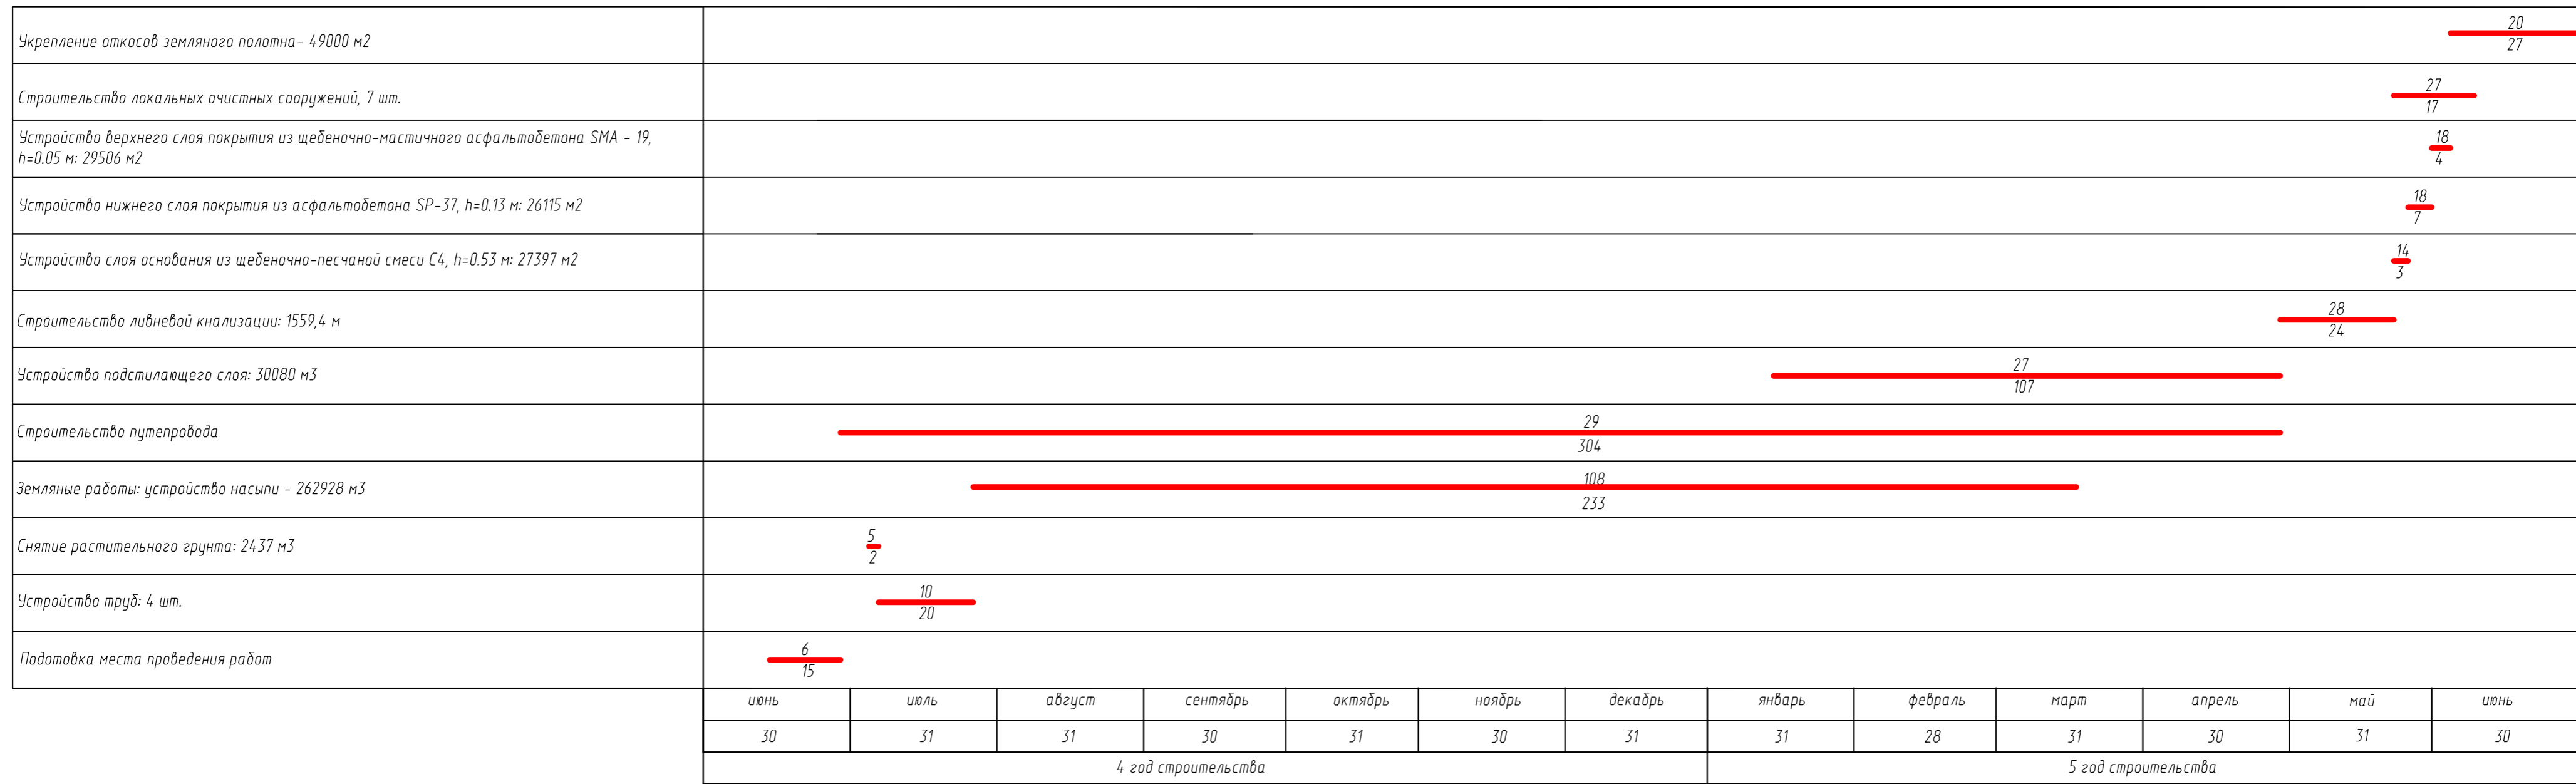 Укрепление откосов земляного полотна- 49000 м2
20
27
Строительство локальных очистных сооружений, 7 шт.
27
17
Устройство верхнего слоя покрытия из щебеночно-мастичного асфальтобетона SMA - 19,
h=0.05 м: 29506 м2
18
4
Устройство нижнего слоя покрытия из асфальтобетона SP-37, h=0.13 м: 26115 м2
18
7
Устройство слоя основания из щебеночно-песчаной смеси С4, h=0.53 м: 27397 м2
14
3
Строительство ливневой кнализации: 1559,4 м
28
24
Устройство подстилающего слоя: 30080 м3
27
107
Строительство путепровода
29
304
Земляные работы: устройство насыпи - 262928 м3
108
233
Снятие растительного грунта: 2437 м3
5
2
Устройство труб: 4 шт.
10
20
Подотовка места проведения работ
6
15
июнь июль август сентябрь октябрь ноябрь декабрь январь февраль март апрель май июнь
30 31 31 30 31 30 31 31 28 31 30 31 30
4 год строительства 5 год строительства